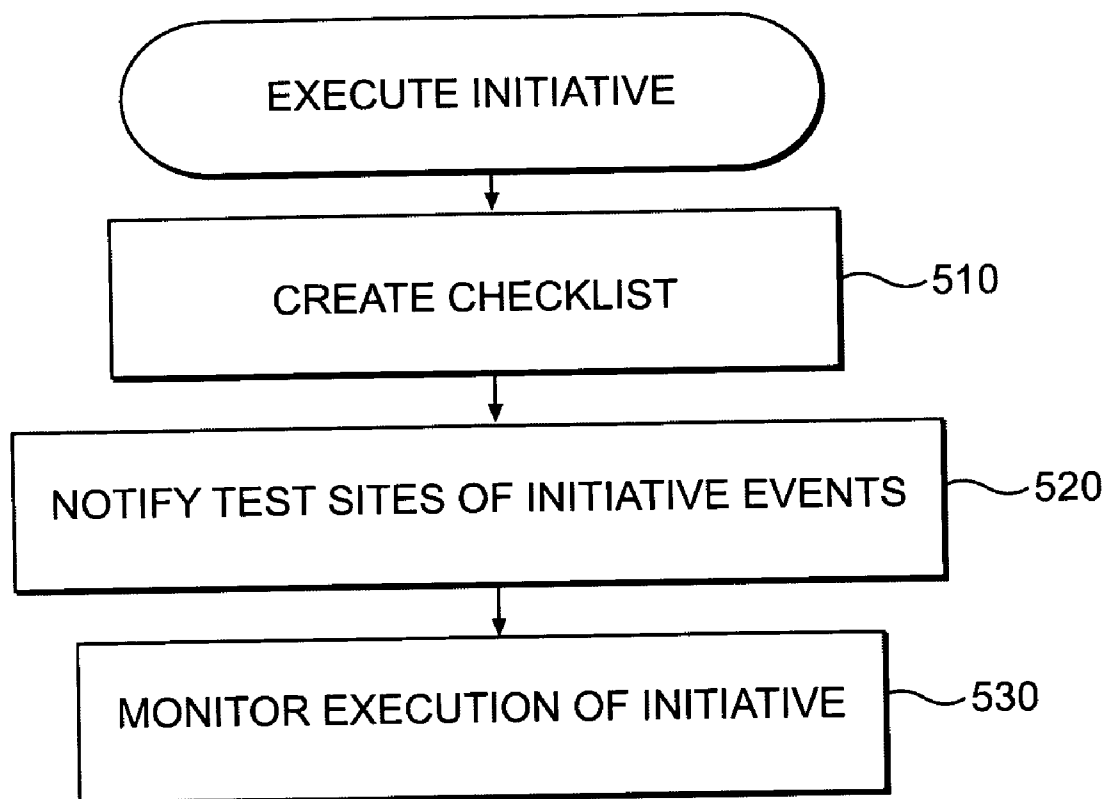 EXECUTE INITIATIVE
CREATE CHECKLIST
510
NOTIFY TEST SITES OF INITIATIVE EVENTS
520
MONITOR EXECUTION OF INITIATIVE
530